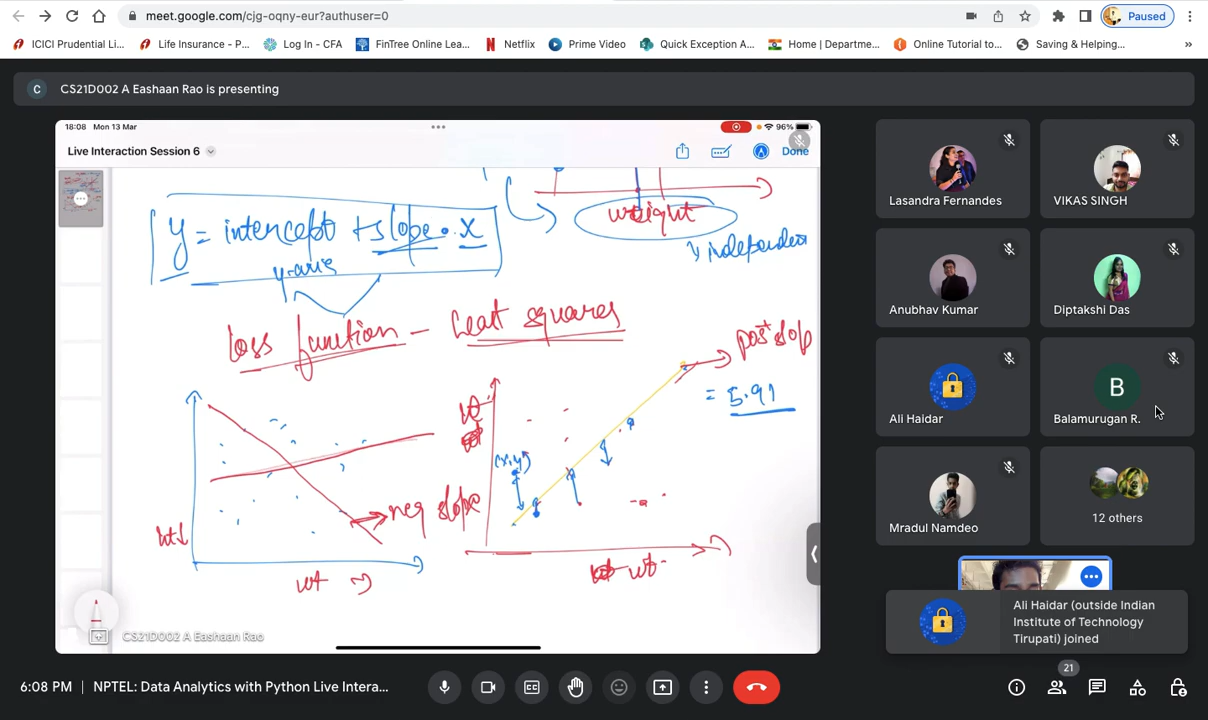 meet.google.com/cjg-oqny-eur?authuser=0
Paused
ICICI Prudential Li...
Life Insurance - P...
Log In - CFA
FinTree Online Lea...
Netflix
Prime Video
Quick Exception A...
Home | Departme...
Online Tutorial to...
Saving & Helping...
»
C
CS21D002 A Eashaan Rao is presenting
18:08 Mon 13 Mar
96%
Live Interaction Session 6
Done
y = intercept + slope . x
y-axis
weight
independen
loss function - Least squares
post slop
= 5.91
(x,y)
neg slope
wt
wt
CS21D002 A Eashaan Rao
Lasandra Fernandes
VIKAS SINGH
Anubhav Kumar
Diptakshi Das
Ali Haidar
B
Balamurugan R.
Mradul Namdeo
12 others
Ali Haidar (outside Indian
Institute of Technology
Tirupati) joined
6:08 PM | NPTEL: Data Analytics with Python Live Intera...
21